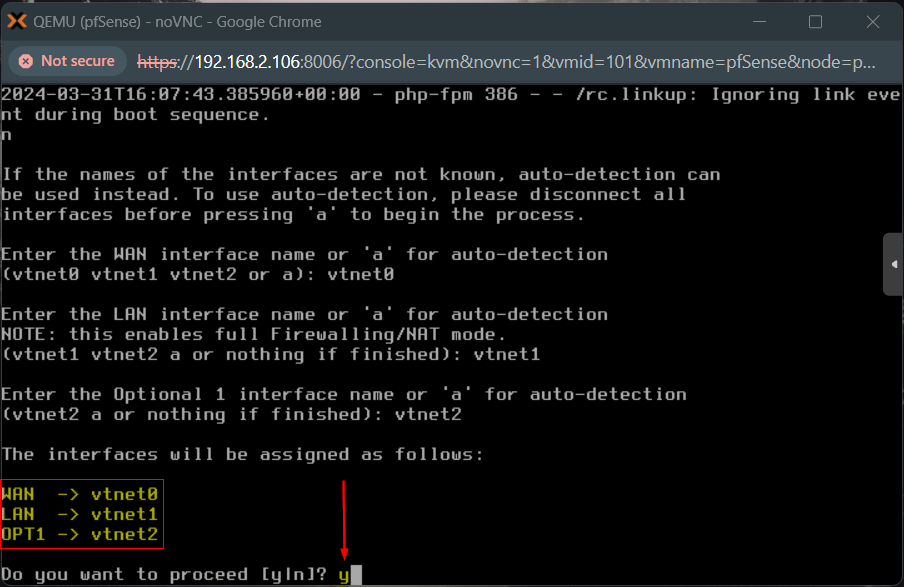 QEMU (pfSense) - noVNC - Google Chrome
Not secure https://192.168.2.106:8006/?console=kvm&novnc=1&vmid=101&vmname=pfSense&node=p...
2024-03-31T16:07:43.385960+00:00 - php-fpm 386 - - /rc.linkup: Ignoring link eve
nt during boot sequence.
n
If the names of the interfaces are not known, auto-detection can
be used instead. To use auto-detection, please disconnect all
interfaces before pressing 'a' to begin the process.
Enter the WAN interface name or 'a' for auto-detection
(vtnet0 vtnet1 vtnet2 or a): vtnet0
Enter the LAN interface name or 'a' for auto-detection
NOTE: this enables full Firewalling/NAT mode.
(vtnet1 vtnet2 a or nothing if finished): vtnet1
Enter the Optional 1 interface name or 'a' for auto-detection
(vtnet2 a or nothing if finished): vtnet2
The interfaces will be assigned as follows:
WAN -> vtnet0
LAN -> vtnet1
OPT1 -> vtnet2
Do you want to proceed [y|n]? y